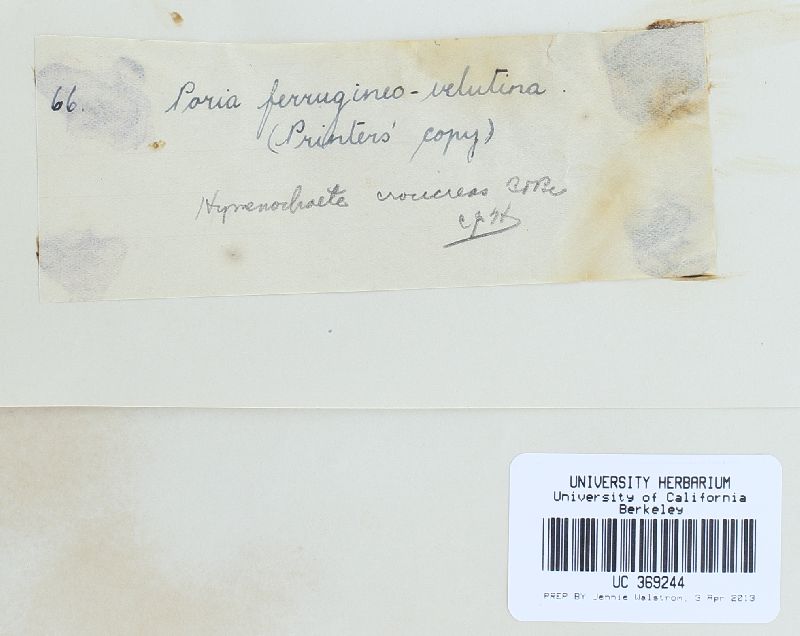 66. Poria ferrugineo-velutina.
(Printers' copy)
Hymenochaete
UNIVERSITY HERBARIUM
University of California
Berkeley
UC 369244
PREP BY Jennie Walstrom, 3 Apr 2013